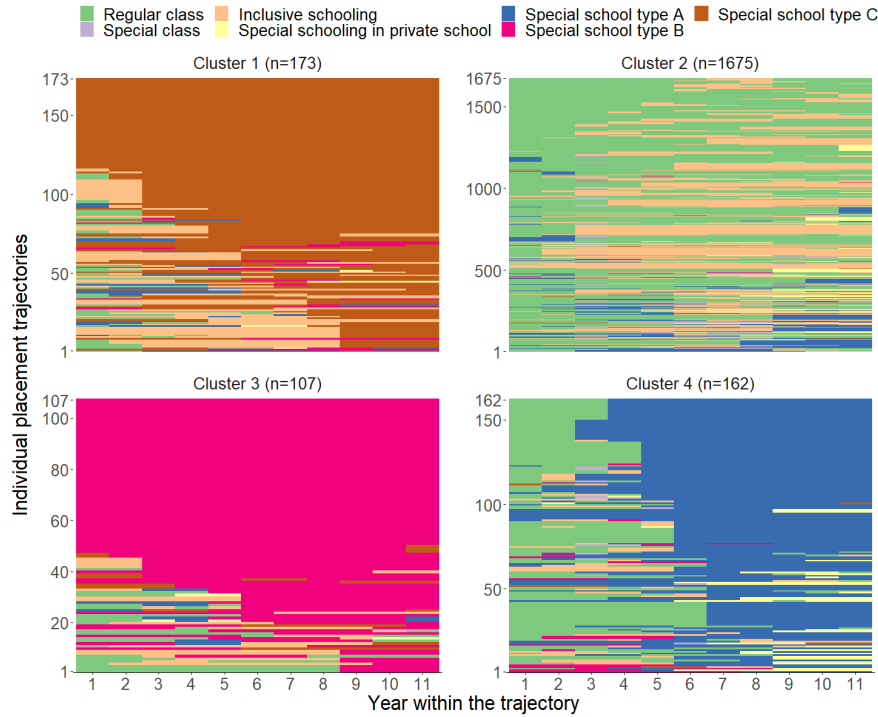 Regular class Inclusive schooling Special school type A Special school type C
Special class Special schooling in private school Special school type B
Cluster 1 (n=173) Cluster 2 (n=1675)
173 1675
150 1500
100 1000
50 500
1 1
Cluster 3 (n=107) Cluster 4 (n=162)
107 162
100 150
80 100
60 50
40 1
20
1
1 2 3 4 5 6 7 8 9 10 11 1 2 3 4 5 6 7 8 9 10 11
Individual placement trajectories
Year within the trajectory